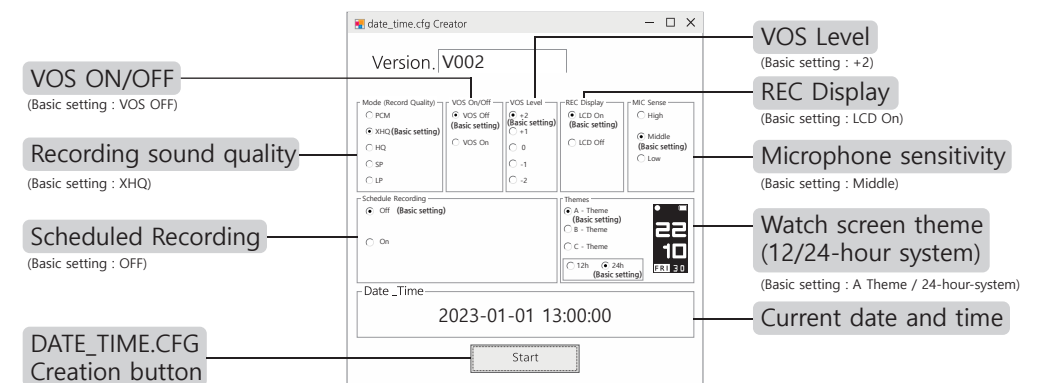 date_time.cfg Creator
Version. V002
VOS ON/OFF
(Basic setting : VOS OFF)
Recording sound quality
(Basic setting : XHQ)
Scheduled Recording
(Basic setting : OFF)
DATE_TIME.CFG
Creation button
Mode (Record Quality)
PCM
XHQ (Basic setting)
HQ
SP
LP
VOS On/Off
VOS Off
(Basic setting)
VOS On
VOS Level
+2
(Basic setting)
+1
0
-1
-2
REC Display
LCD On
(Basic setting)
LCD Off
MIC Sense
High
Middle
(Basic setting)
Low
Schedule Recording
Off (Basic setting)
On
Themes
A - Theme
(Basic setting)
B - Theme
C - Theme
12h 24h
(Basic setting)
22
10
FRI 30
Date _Time
2023-01-01 13:00:00
Start
VOS Level
(Basic setting : +2)
REC Display
(Basic setting : LCD On)
Microphone sensitivity
(Basic setting : Middle)
Watch screen theme
(12/24-hour system)
(Basic setting : A Theme / 24-hour-system)
Current date and time